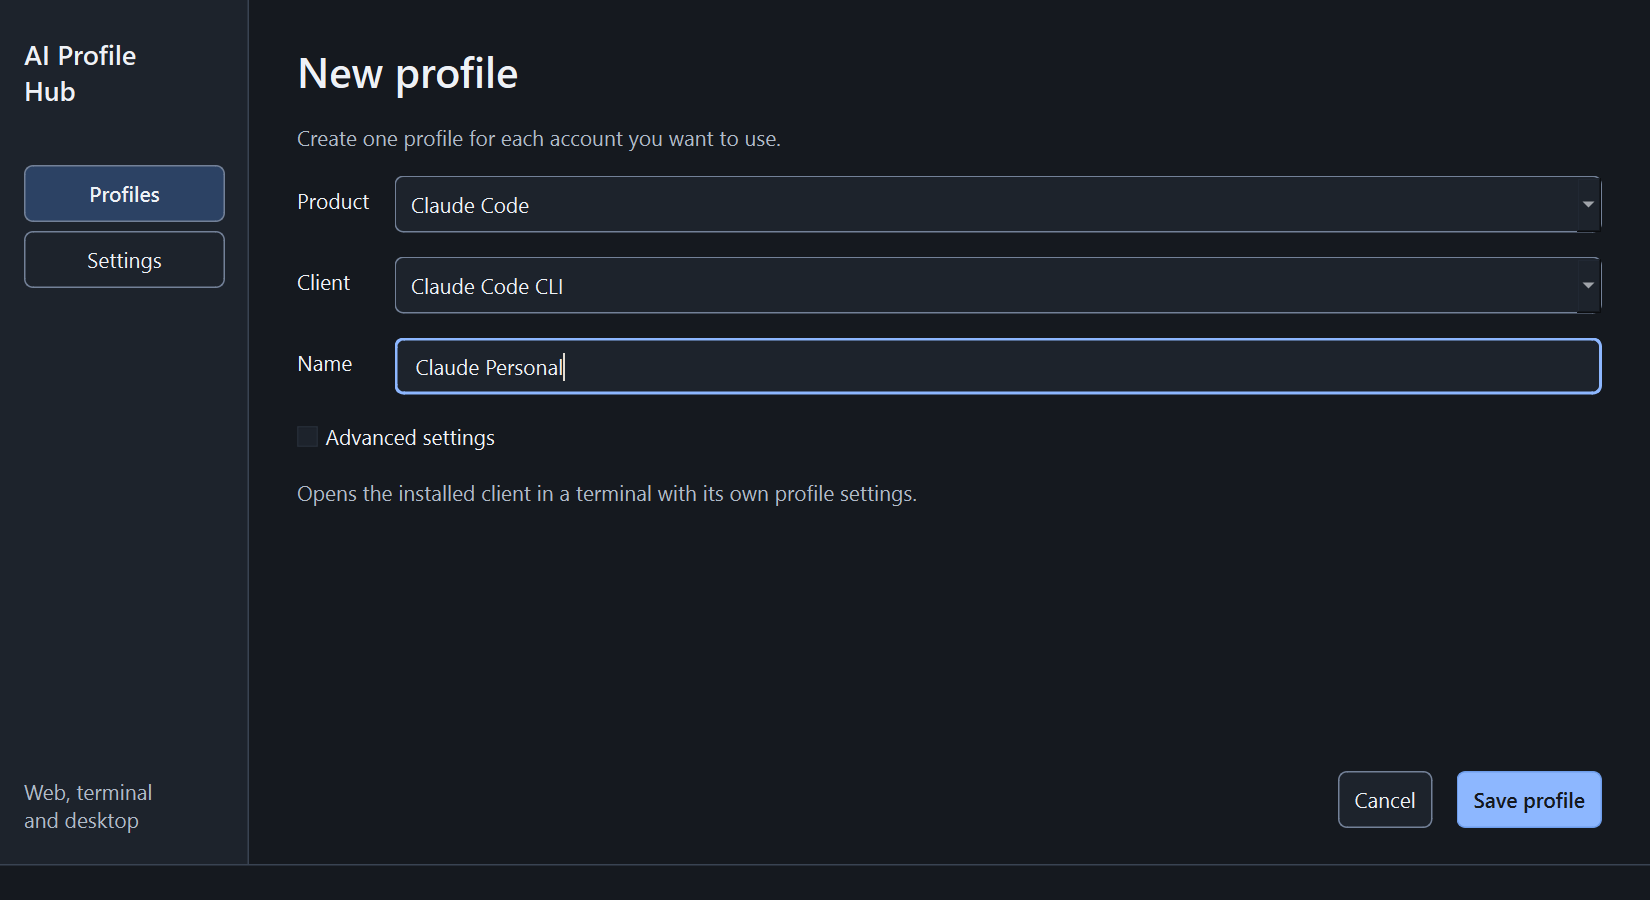 AI Profile
Hub
Profiles
Settings
Web, terminal
and desktop
New profile
Create one profile for each account you want to use.
Product
Claude Code
Client
Claude Code CLI
Name
Claude Personal
Advanced settings
Opens the installed client in a terminal with its own profile settings.
Cancel
Save profile